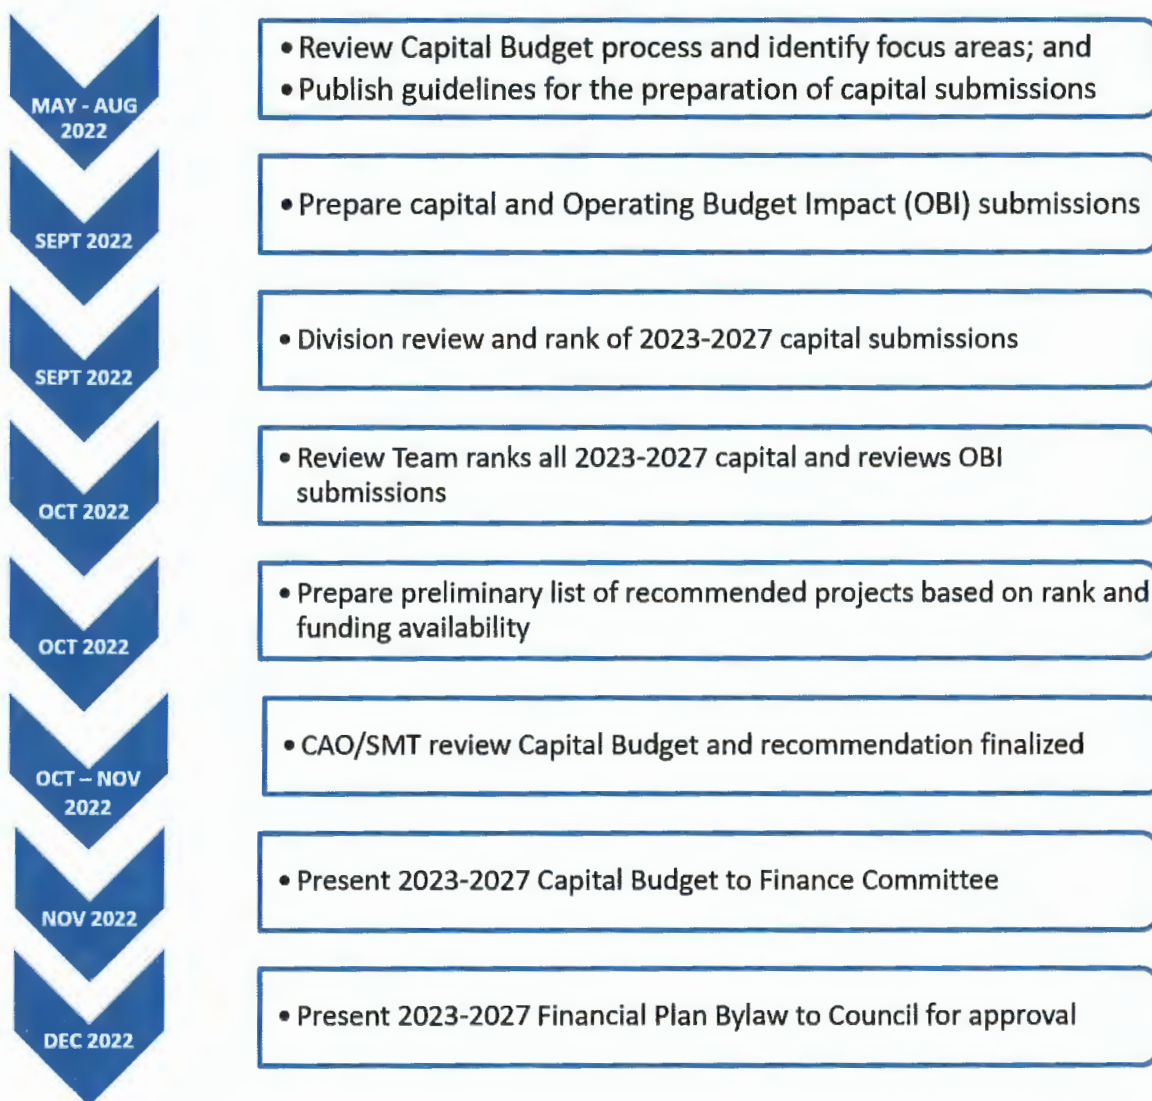 MAY - AUG
2022
• Review Capital Budget process and identify focus areas; and
• Publish guidelines for the preparation of capital submissions
SEPT 2022
• Prepare capital and Operating Budget Impact (OBI) submissions
SEPT 2022
• Division review and rank of 2023-2027 capital submissions
OCT 2022
• Review Team ranks all 2023-2027 capital and reviews OBI
submissions
OCT 2022
• Prepare preliminary list of recommended projects based on rank and
funding availability
OCT – NOV
2022
• CAO/SMT review Capital Budget and recommendation finalized
NOV 2022
• Present 2023-2027 Capital Budget to Finance Committee
DEC 2022
• Present 2023-2027 Financial Plan Bylaw to Council for approval